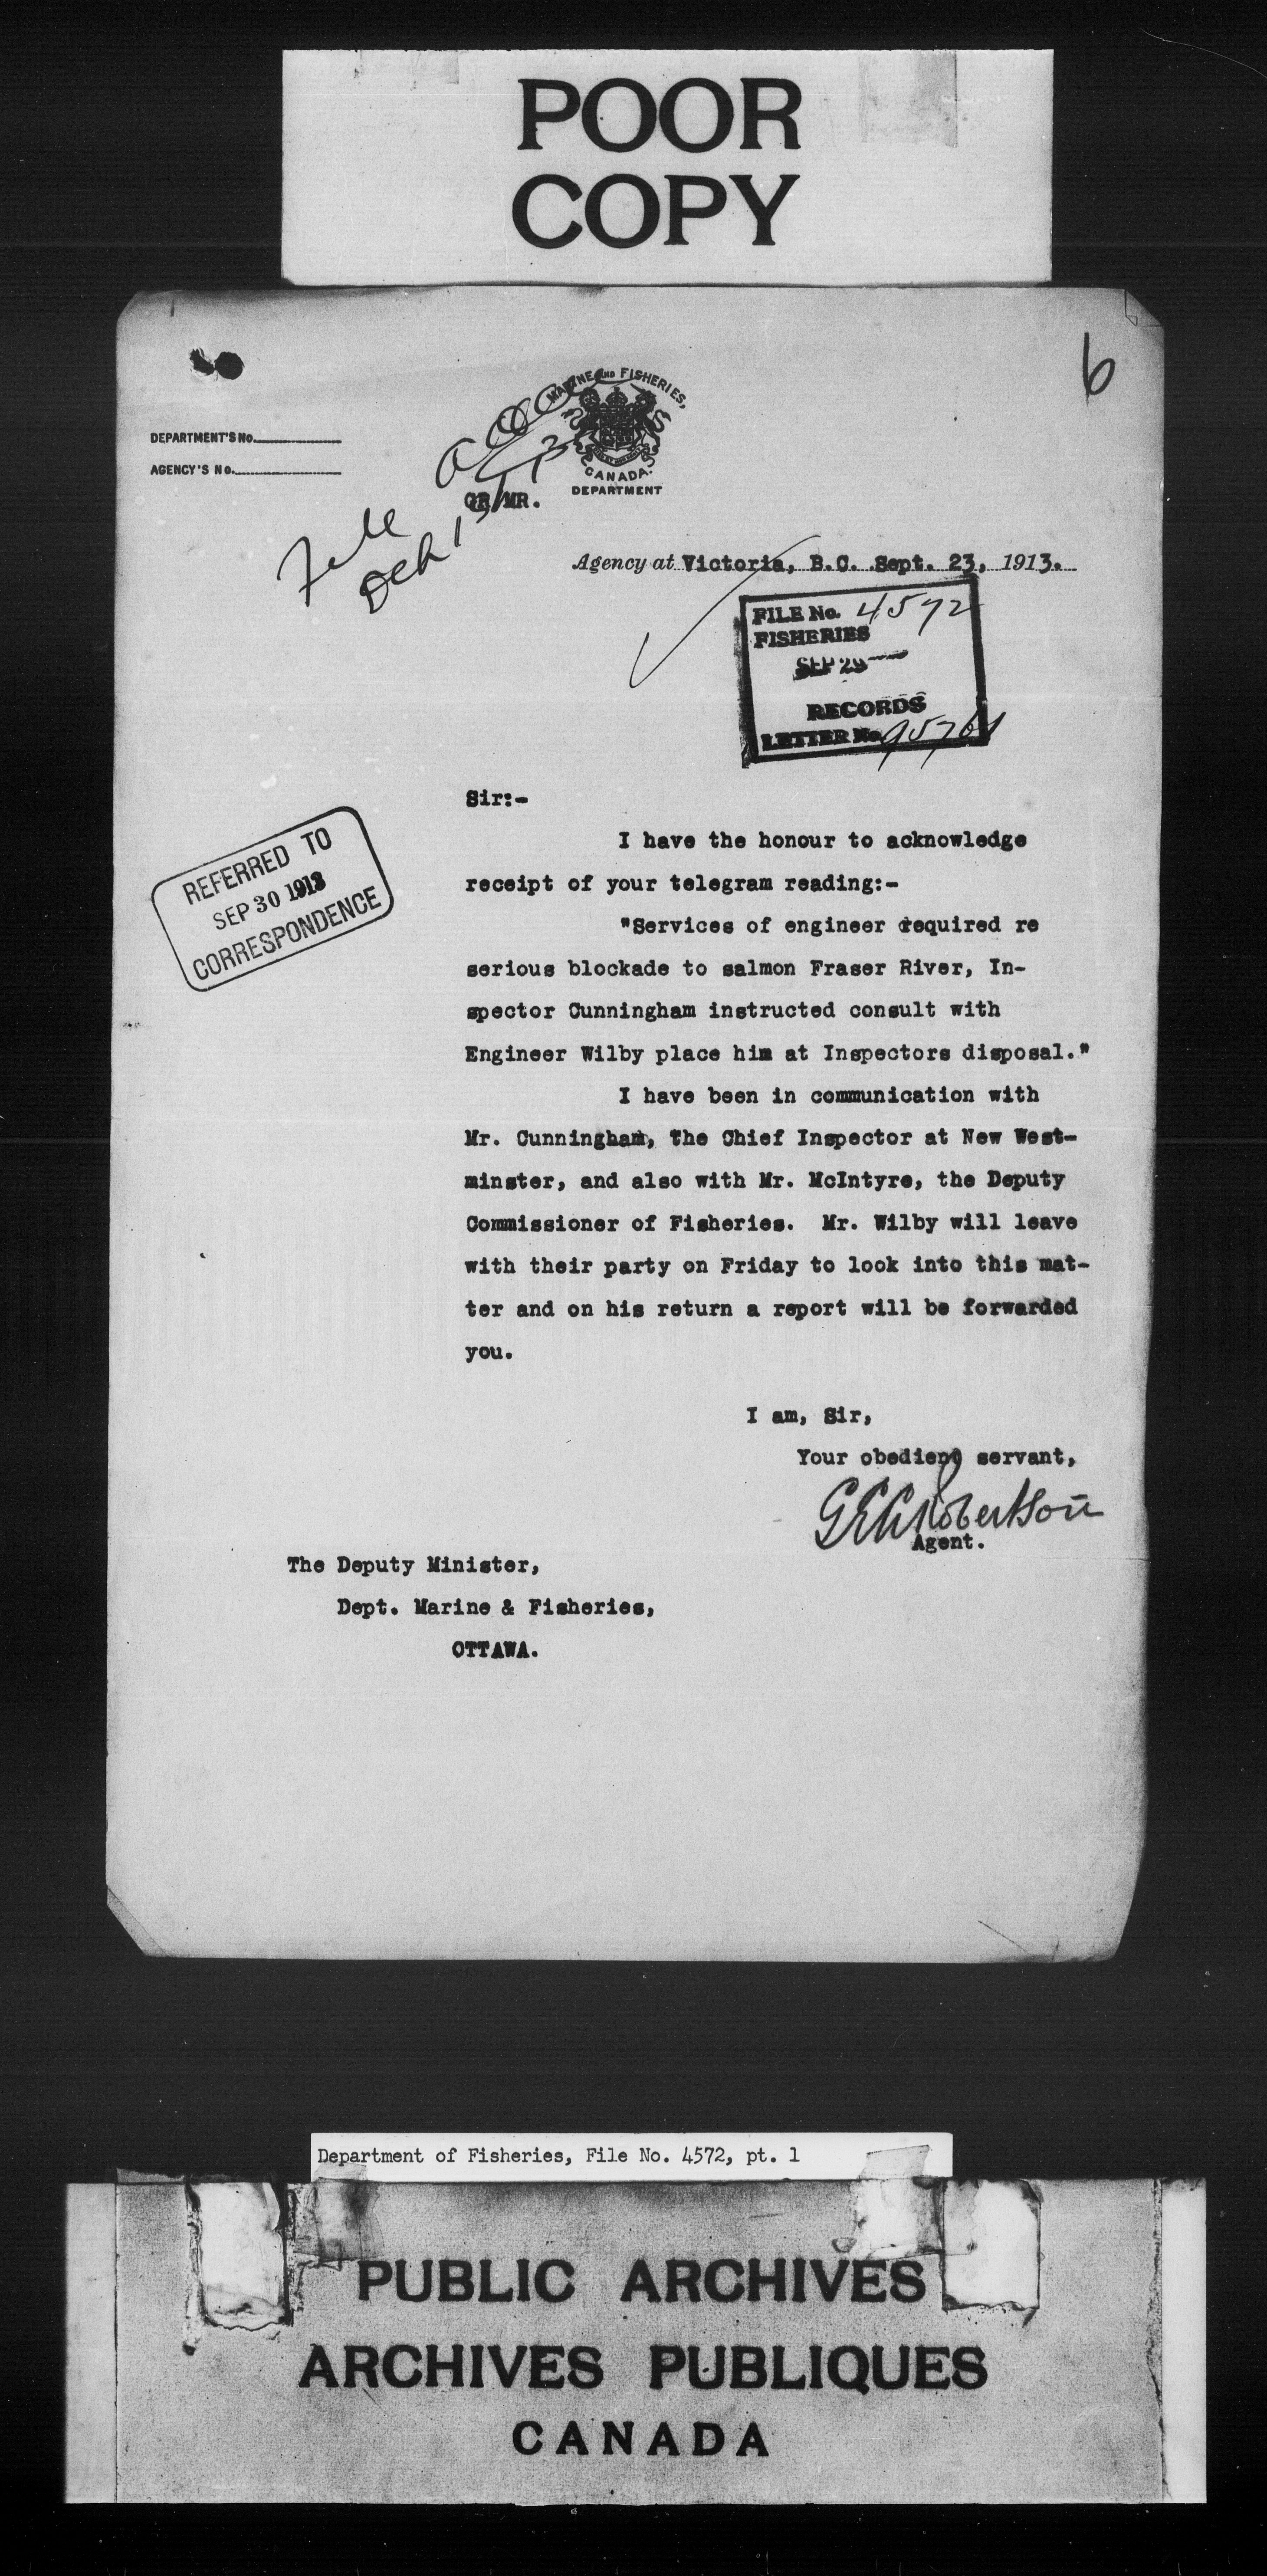 POOR
COPY
6
MARINE AND FISHERIES,
CANADA.
DEPARTMENT
DEPARTMENT'S No.
AGENCY'S No.
GR/MR.
File
Agency at Victoria, B.C. Sept. 23, 1913.
FILE No. 4572
FISHERIES
SEP 29
RECORDS
LETTER No. 95761
REFERRED TO
SEP 30 1913
CORRESPONDENCE
Sir:-
I have the honour to acknowledge
receipt of your telegram reading:-
"Services of engineer required re
serious blockade to salmon Fraser River, In-
spector Cunningham instructed consult with
Engineer Wilby place him at Inspectors disposal."
I have been in communication with
Mr. Cunningham, the Chief Inspector at New West-
minster, and also with Mr. McIntyre, the Deputy
Commissioner of Fisheries. Mr. Wilby will leave
with their party on Friday to look into this mat-
ter and on his return a report will be forwarded
you.
I am, Sir,
Your obedient servant,
Robertson
Agent.
The Deputy Minister,
Dept. Marine & Fisheries,
OTTAWA.
Department of Fisheries, File No. 4572, pt. 1
PUBLIC ARCHIVES
ARCHIVES PUBLIQUES
CANADA